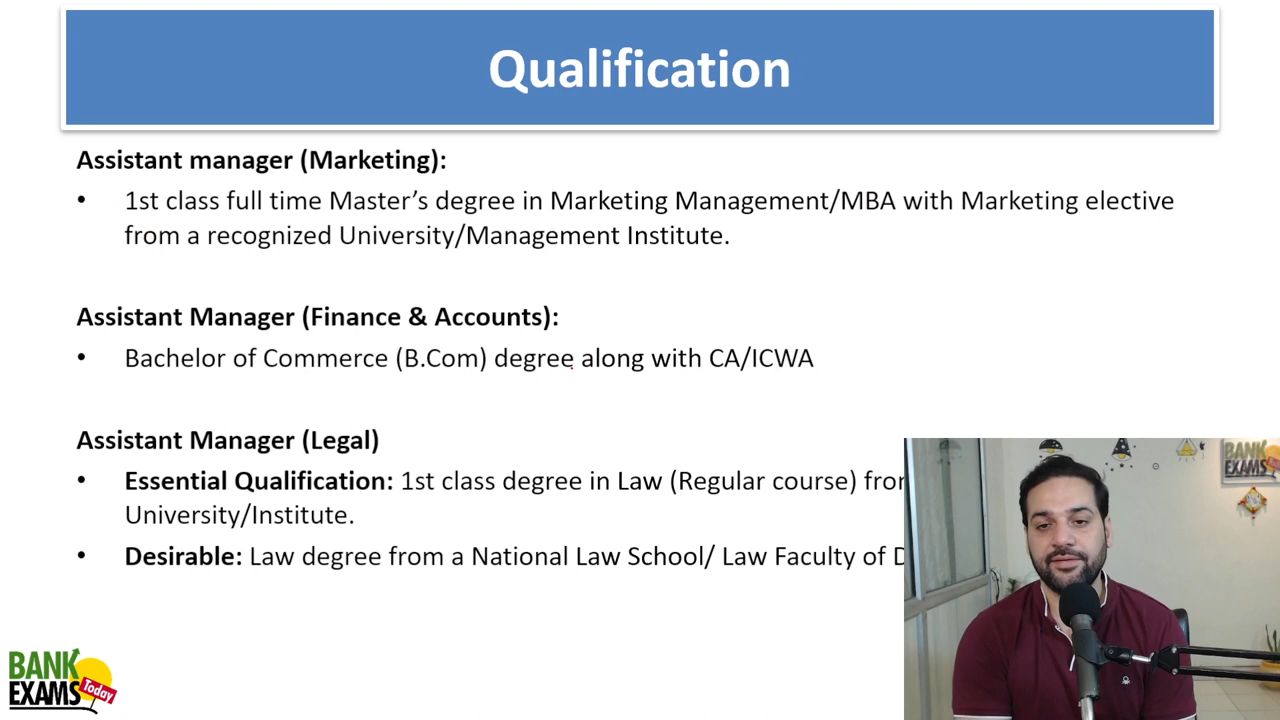 Qualification
Assistant manager (Marketing):
• 1st class full time Master's degree in Marketing Management/MBA with Marketing elective
from a recognized University/Management Institute.
Assistant Manager (Finance & Accounts):
• Bachelor of Commerce (B.Com) degree along with CA/ICWA
Assistant Manager (Legal)
• Essential Qualification: 1st class degree in Law (Regular course)
University/Institute.
• Desirable: Law degree from a National Law School/ Law Faculty of
BANK
EXAMS
Today
BANK
EXAMS